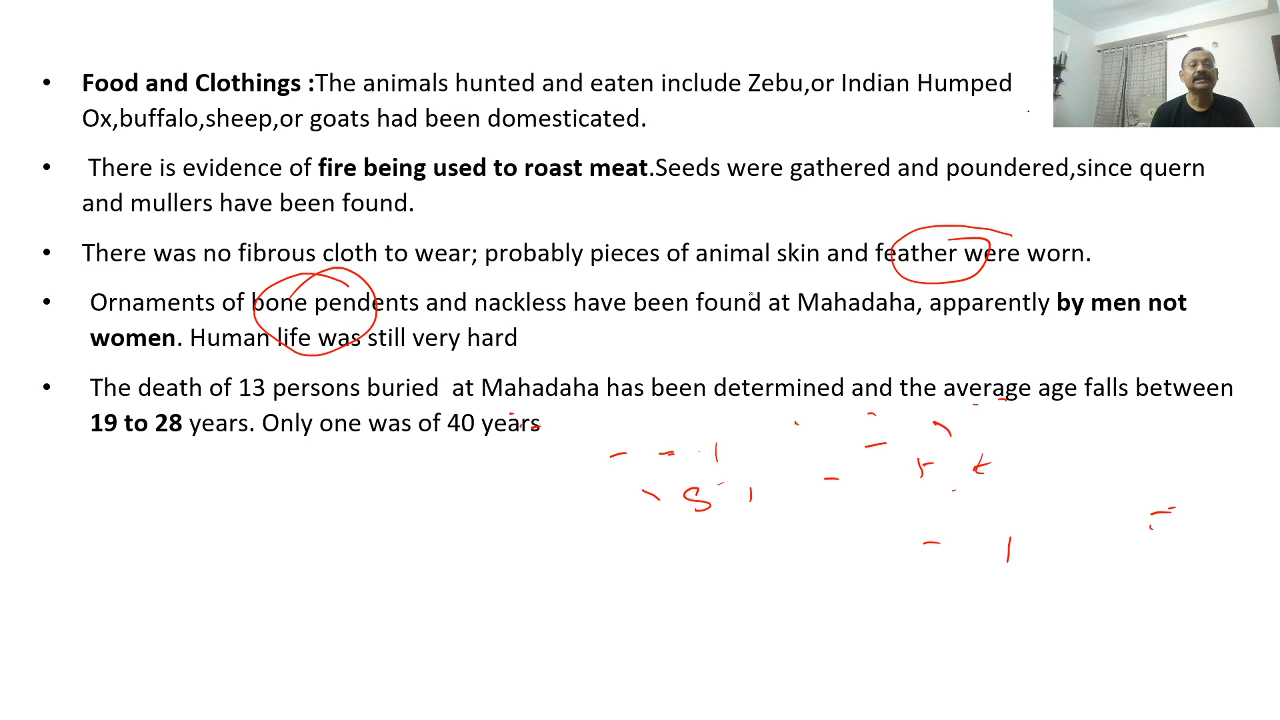 • Food and Clothings :The animals hunted and eaten include Zebu,or Indian Humped
Ox,buffalo,sheep,or goats had been domesticated.
• There is evidence of fire being used to roast meat.Seeds were gathered and poundered,since quern
and mullers have been found.
• There was no fibrous cloth to wear; probably pieces of animal skin and feather were worn.
• Ornaments of bone pendents and nackless have been found at Mahadaha, apparently by men not
women. Human life was still very hard
• The death of 13 persons buried at Mahadaha has been determined and the average age falls between
19 to 28 years. Only one was of 40 years